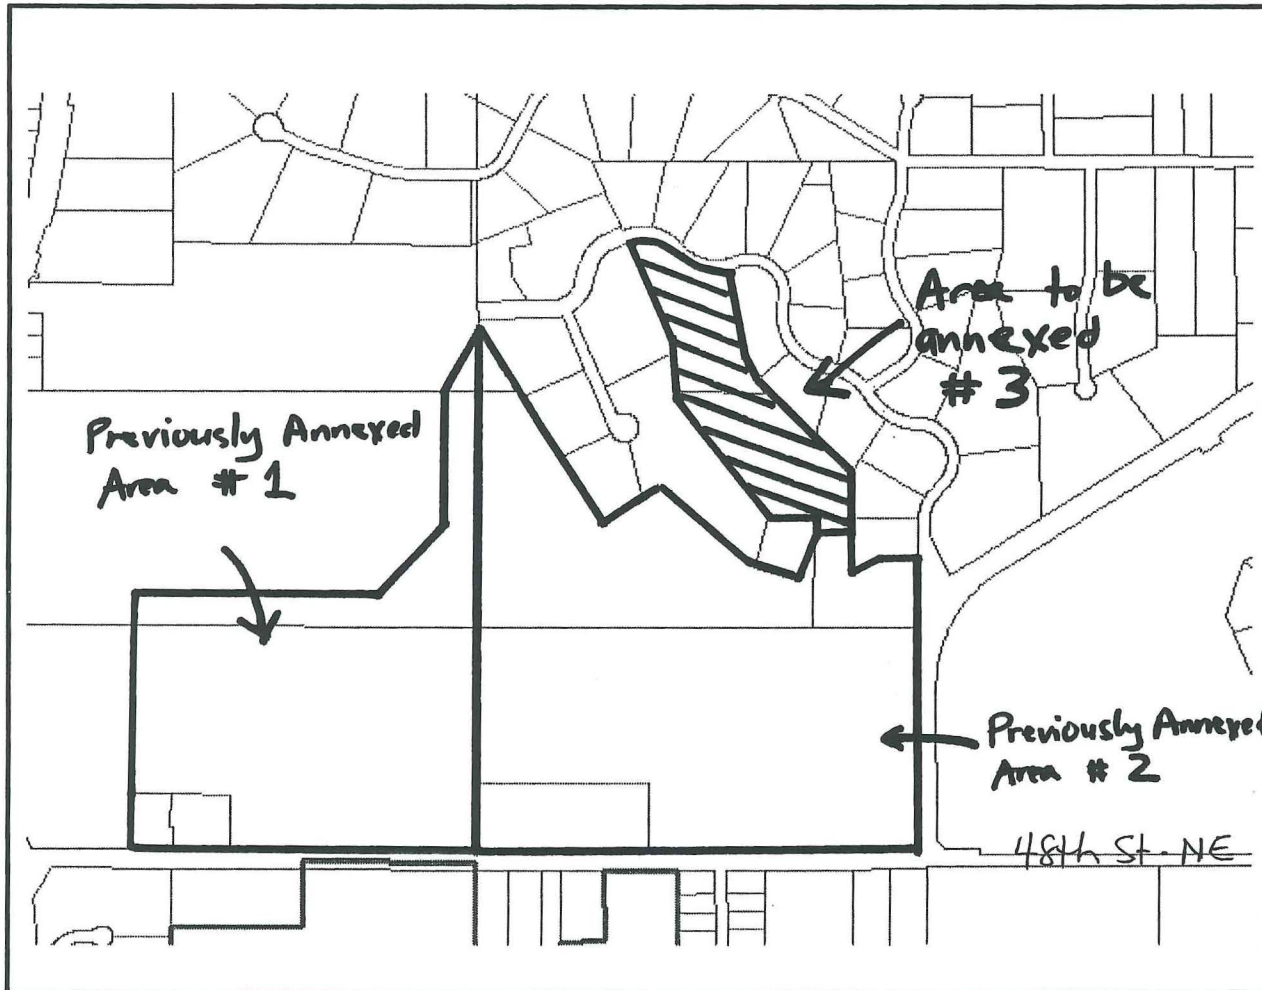 Area to be
annexed
# 3
Previously Annexed
Area # 1
Previously Annexed
Area # 2
48th St. NE